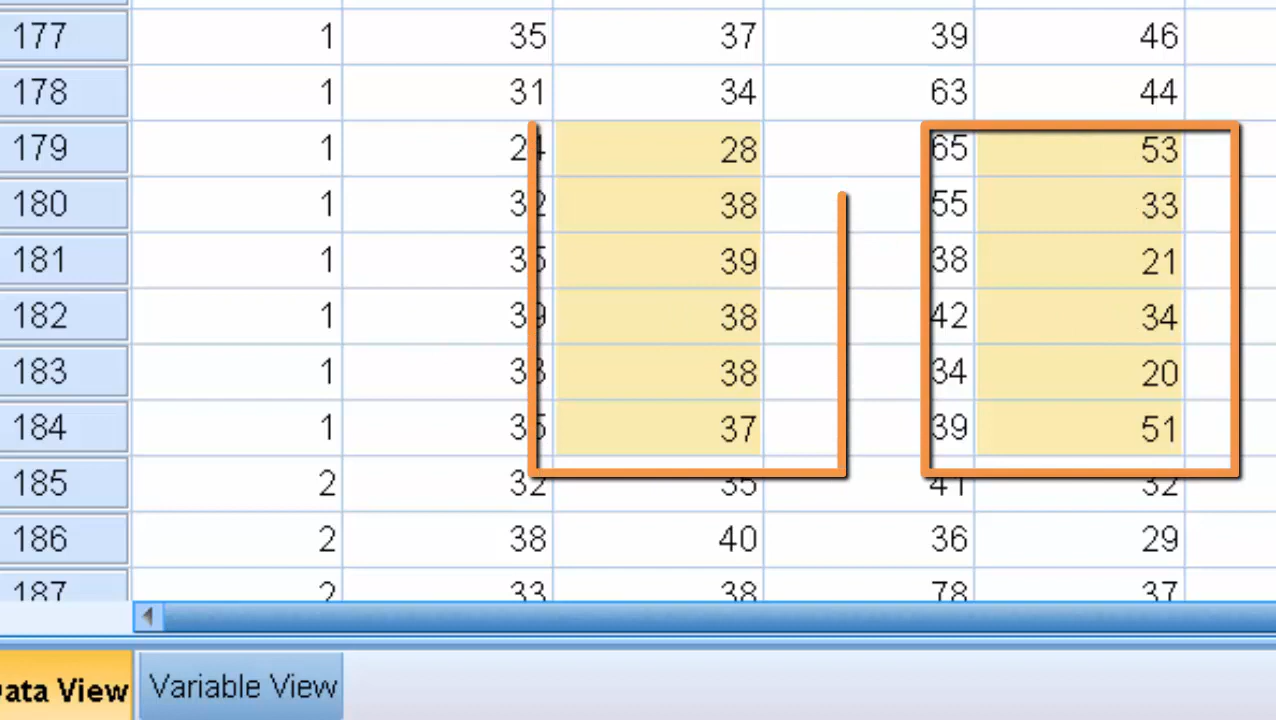 177 1 35 37 39 46
178 1 31 34 63 44
179 1 24 28 65 53
180 1 32 38 55 33
181 1 35 39 38 21
182 1 39 38 42 34
183 1 33 38 34 20
184 1 35 37 39 51
185 2 32 35 41 32
186 2 38 40 36 29
187 2 33 38 78 37
ata View Variable View